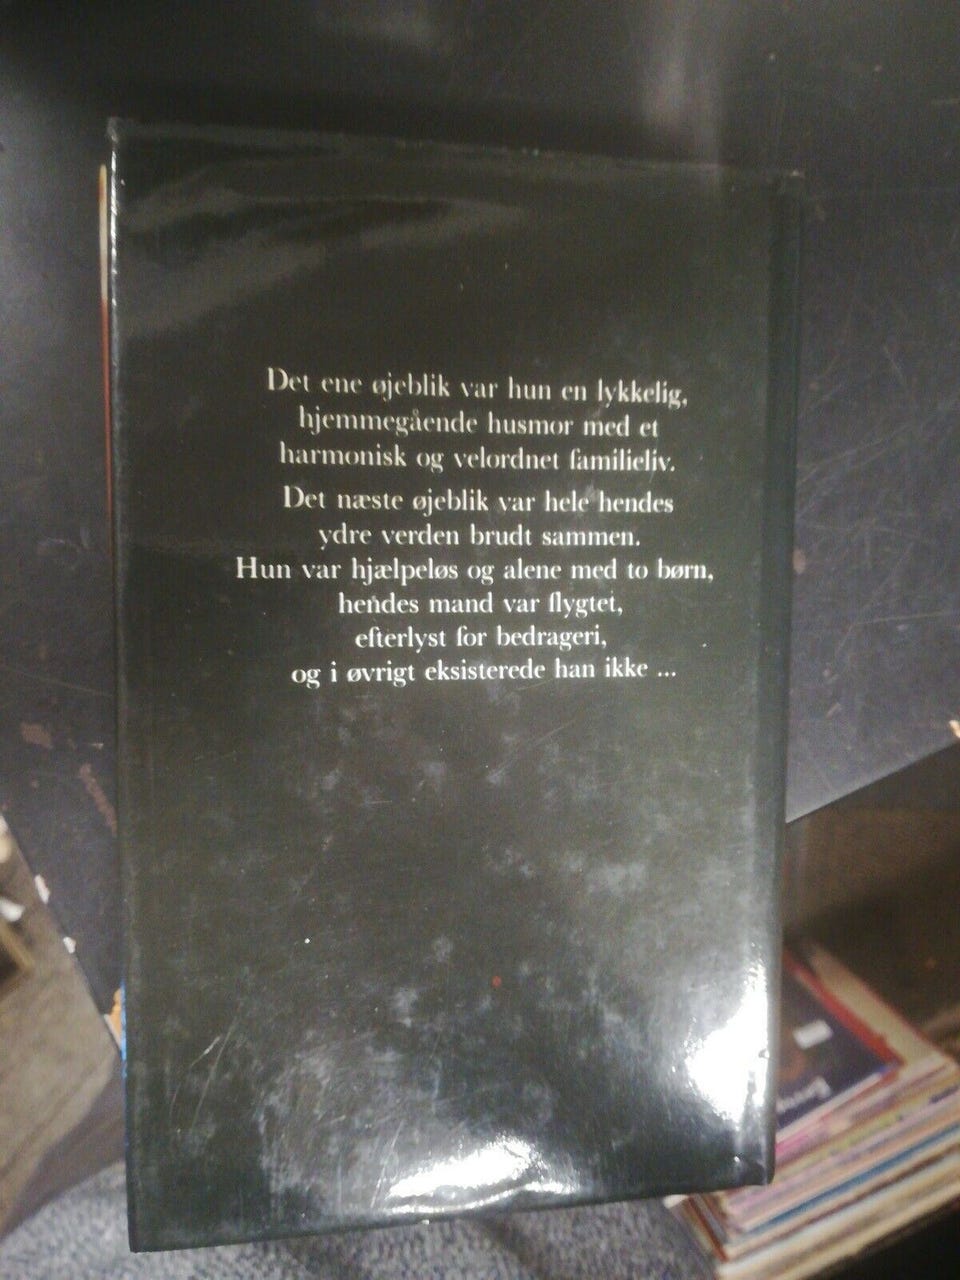 Det ene øjeblik var hun en lykkelig,
hjemmegående husmor med et
harmonisk og velordnet familieliv.
Det næste øjeblik var hele hendes
ydre verden brudt sammen.
Hun var hjælpeløs og alene med to børn,
hendes mand var flygtet,
efterlyst for bedrageri,
og i øvrigt eksisterede han ikke ...